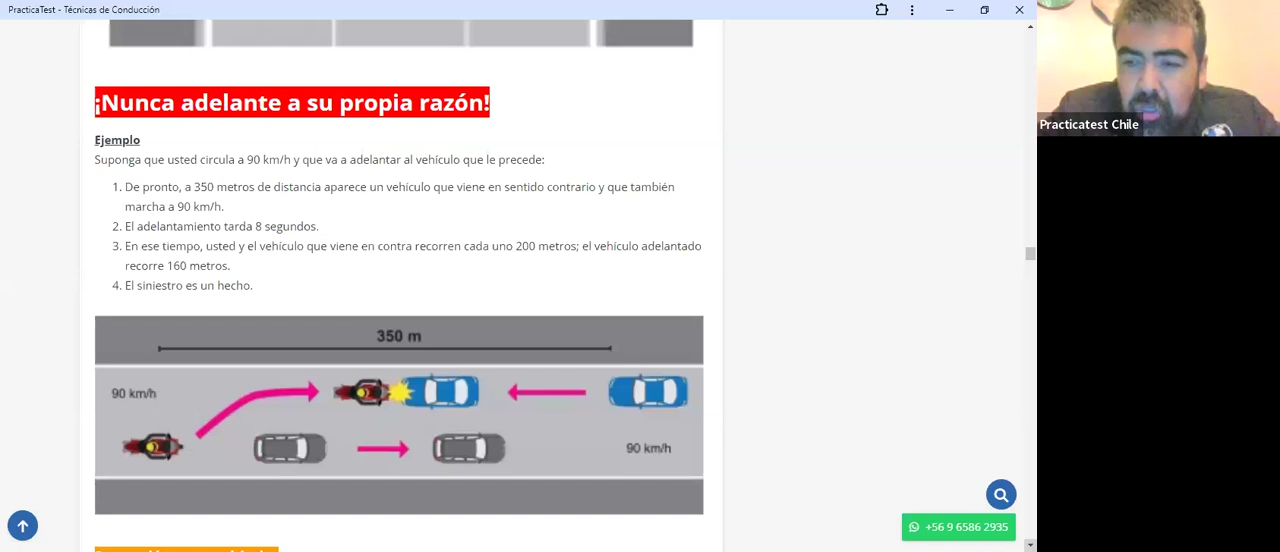 PracticaTest - Técnicas de Conducción
¡Nunca adelante a su propia razón!
Ejemplo
Suponga que usted circula a 90 km/h y que va a adelantar al vehículo que le precede:
1. De pronto, a 350 metros de distancia aparece un vehículo que viene en sentido contrario y que también
marcha a 90 km/h.
2. El adelantamiento tarda 8 segundos.
3. En ese tiempo, usted y el vehículo que viene en contra recorren cada uno 200 metros; el vehículo adelantado
recorre 160 metros.
4. El siniestro es un hecho.
350 m
90 km/h
90 km/h
+56 9 6586 2935
Practicatest Chile